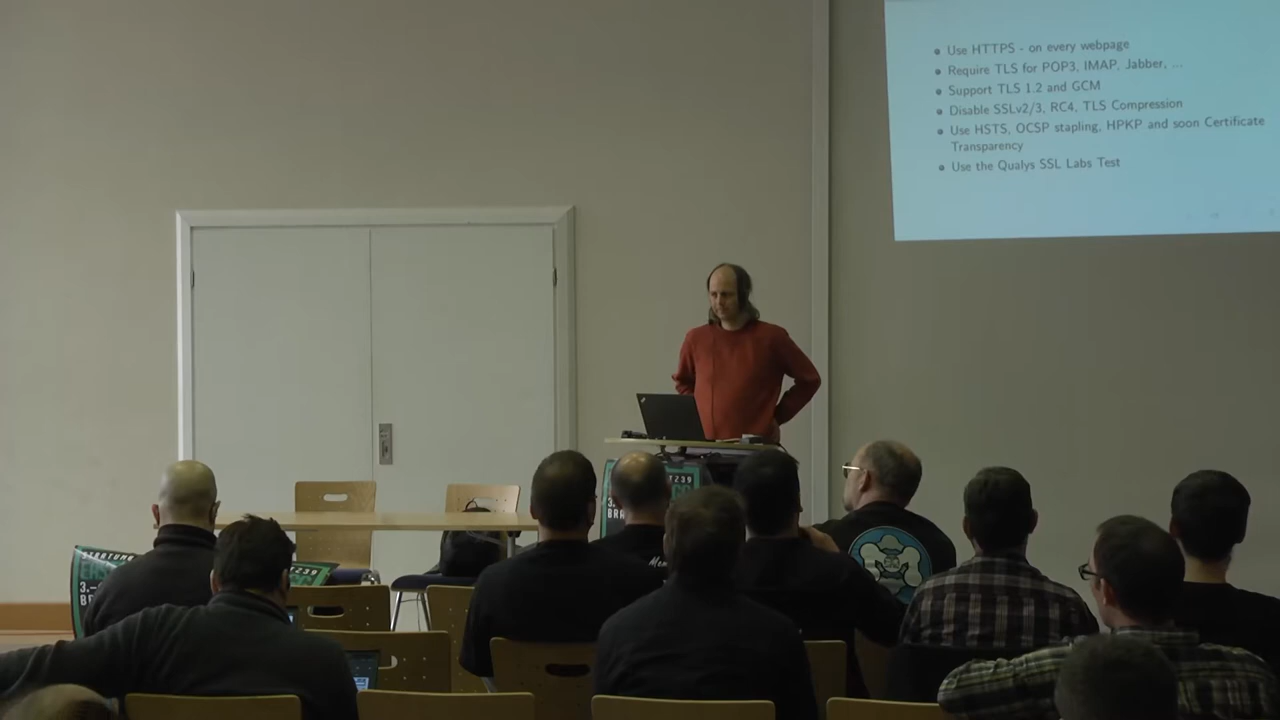 Use HTTPS - on every webpage
Require TLS for POP3, IMAP, Jabber, ...
Support TLS 1.2 and GCM
Disable SSLv2/3, RC4, TLS Compression
Use HSTS, OCSP stapling, HPKP and soon Certificate
Transparency
Use the Qualys SSL Labs Test